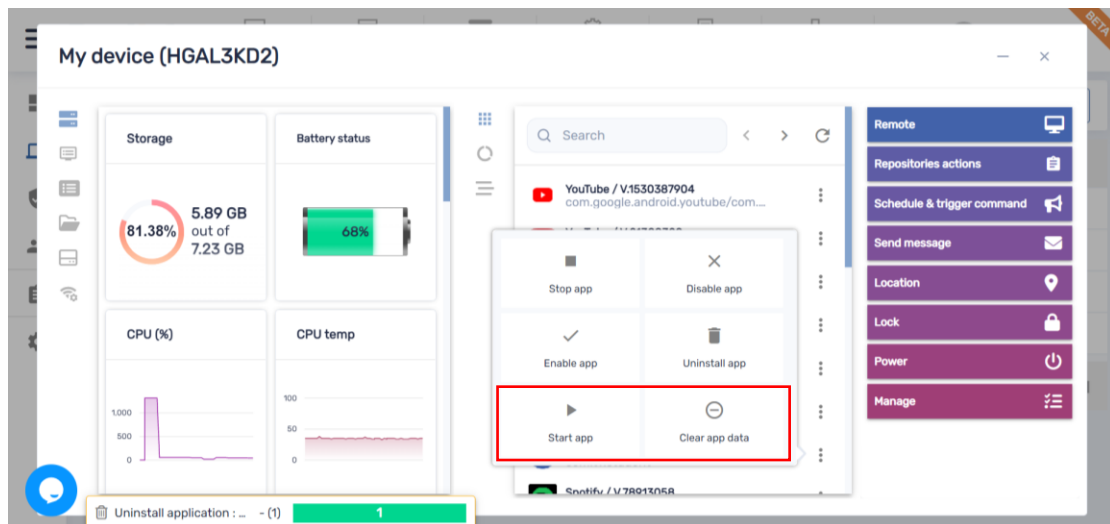 BETA
My device (HGAL3KD2)
Storage
81.38%
5.89 GB
out of
7.23 GB
Battery status
68%
CPU (%)
1,000
500
0
CPU temp
100
50
0
Search
YouTube / V.1530387904
com.google.android.youtube/com....
Stop app
Disable app
Enable app
Uninstall app
Start app
Clear app data
Spotify / V.78913058
Remote
Repositories actions
Schedule & trigger command
Send message
Location
Lock
Power
Manage
Uninstall application : ... - (1)
1